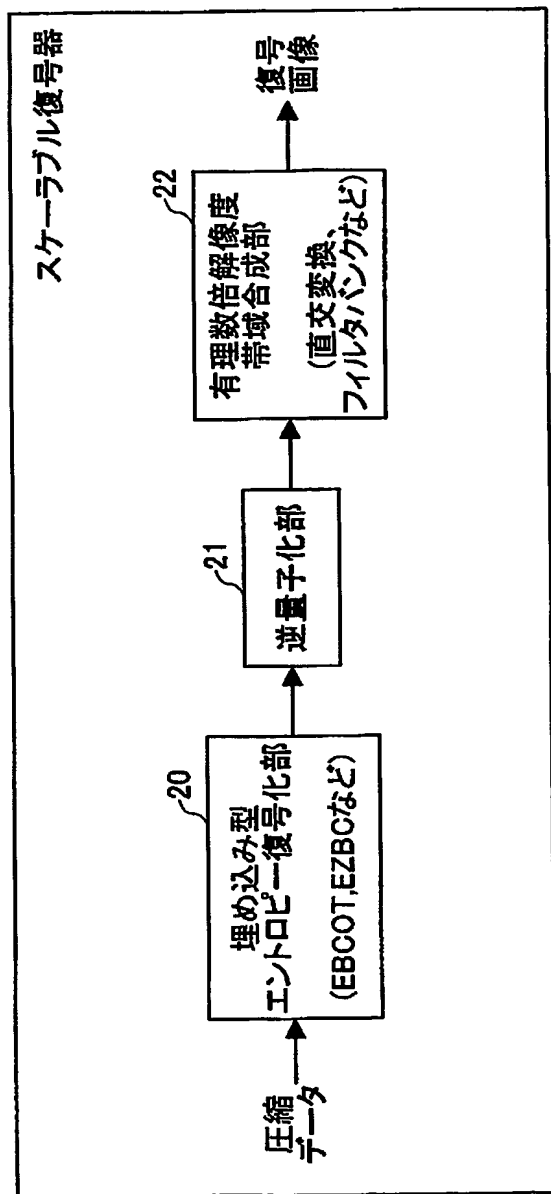 スケーラブル復号器
圧縮
データ
20
埋め込み型
エントロピー復号化部
(EBCOT,EZBCなど)
21
逆量子化部
22
有理数倍解像度
帯域合成部
(直交変換、
フィルタバンクなど)
復号
画像